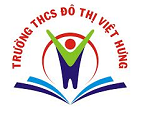 TRƯỜNG THCS ĐÔ THỊ VIỆT HƯNG